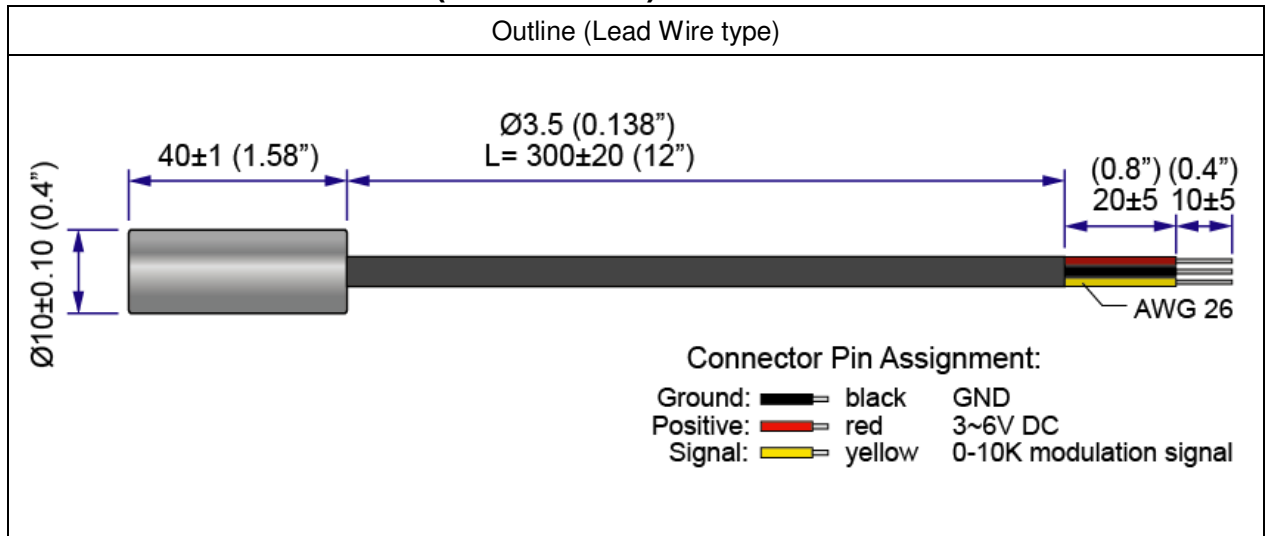 Outline (Lead Wire type)
Ø3.5 (0.138”)
40±1 (1.58”)
L= 300±20 (12”)
(0.8”) (0.4”)
20±5 10±5
Ø10±0.10 (0.4”)
AWG 26
Connector Pin Assignment:
Ground: black GND
Positive: red 3~6V DC
Signal: yellow 0-10K modulation signal